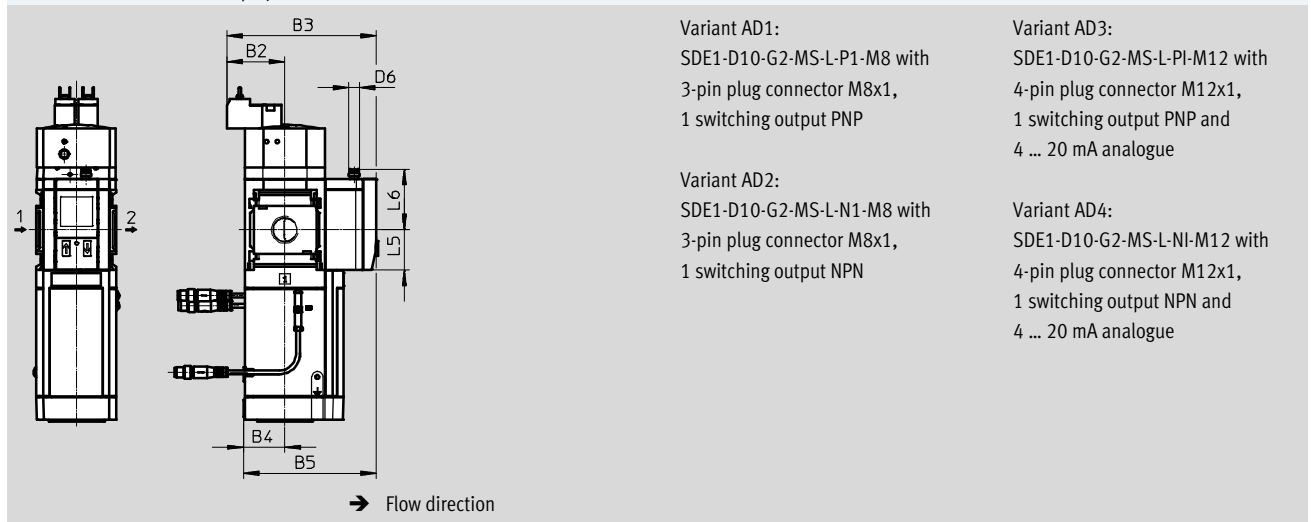 B3
B2
D6
L6
1
2
L5
B4
B5
➔ Flow direction
Variant AD1:
SDE1-D10-G2-MS-L-P1-M8 with
3-pin plug connector M8x1,
1 switching output PNP
Variant AD2:
SDE1-D10-G2-MS-L-N1-M8 with
3-pin plug connector M8x1,
1 switching output NPN
Variant AD3:
SDE1-D10-G2-MS-L-PI-M12 with
4-pin plug connector M12x1,
1 switching output PNP and
4 … 20 mA analogue
Variant AD4:
SDE1-D10-G2-MS-L-NI-M12 with
4-pin plug connector M12x1,
1 switching output NPN and
4 … 20 mA analogue